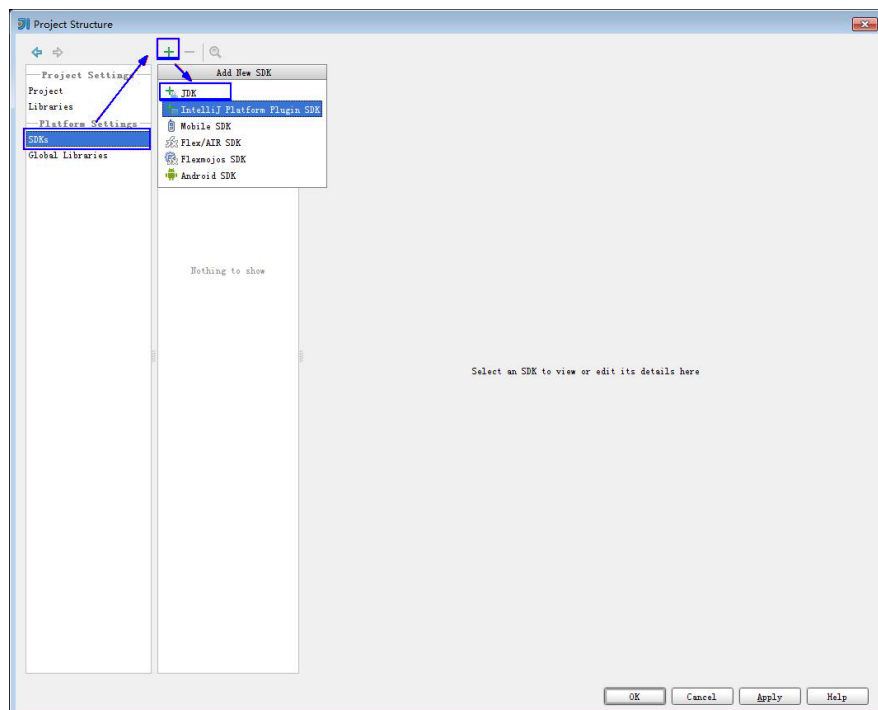 Project Structure
Project Settings
Project
Libraries
Platform Settings
SDKs
Global Libraries
Add New SDK
JDK
IntelliJ Platform Plugin SDK
Mobile SDK
Flex/AIR SDK
Flexmojos SDK
Android SDK
Nothing to show
Select an SDK to view or edit its details here
OK Cancel Apply Help